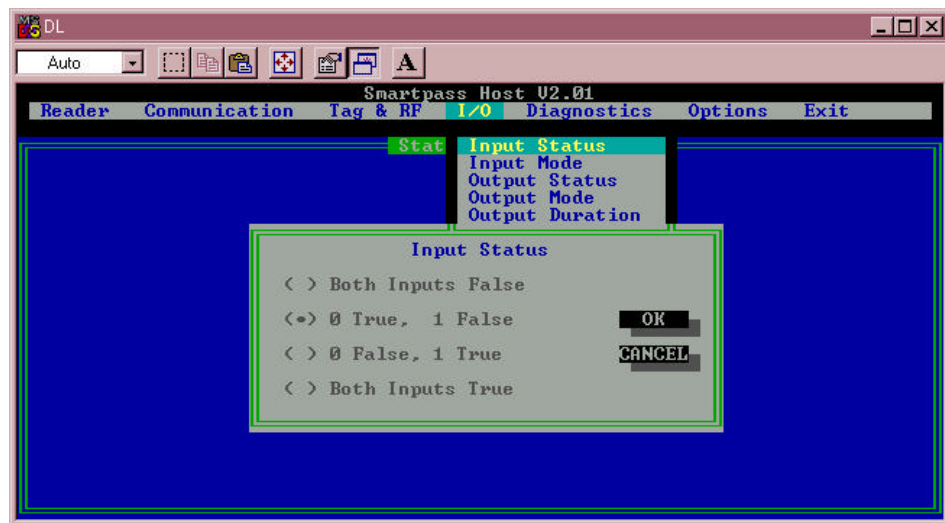 DL
Auto
A
Smartpass Host V2.01
Reader Communication Tag & RF I/O Diagnostics Options Exit
Stat
Input Status
Input Mode
Output Status
Output Mode
Output Duration
Input Status
( ) Both Inputs False
(•) 0 True, 1 False
OK
( ) 0 False, 1 True
CANCEL
( ) Both Inputs True